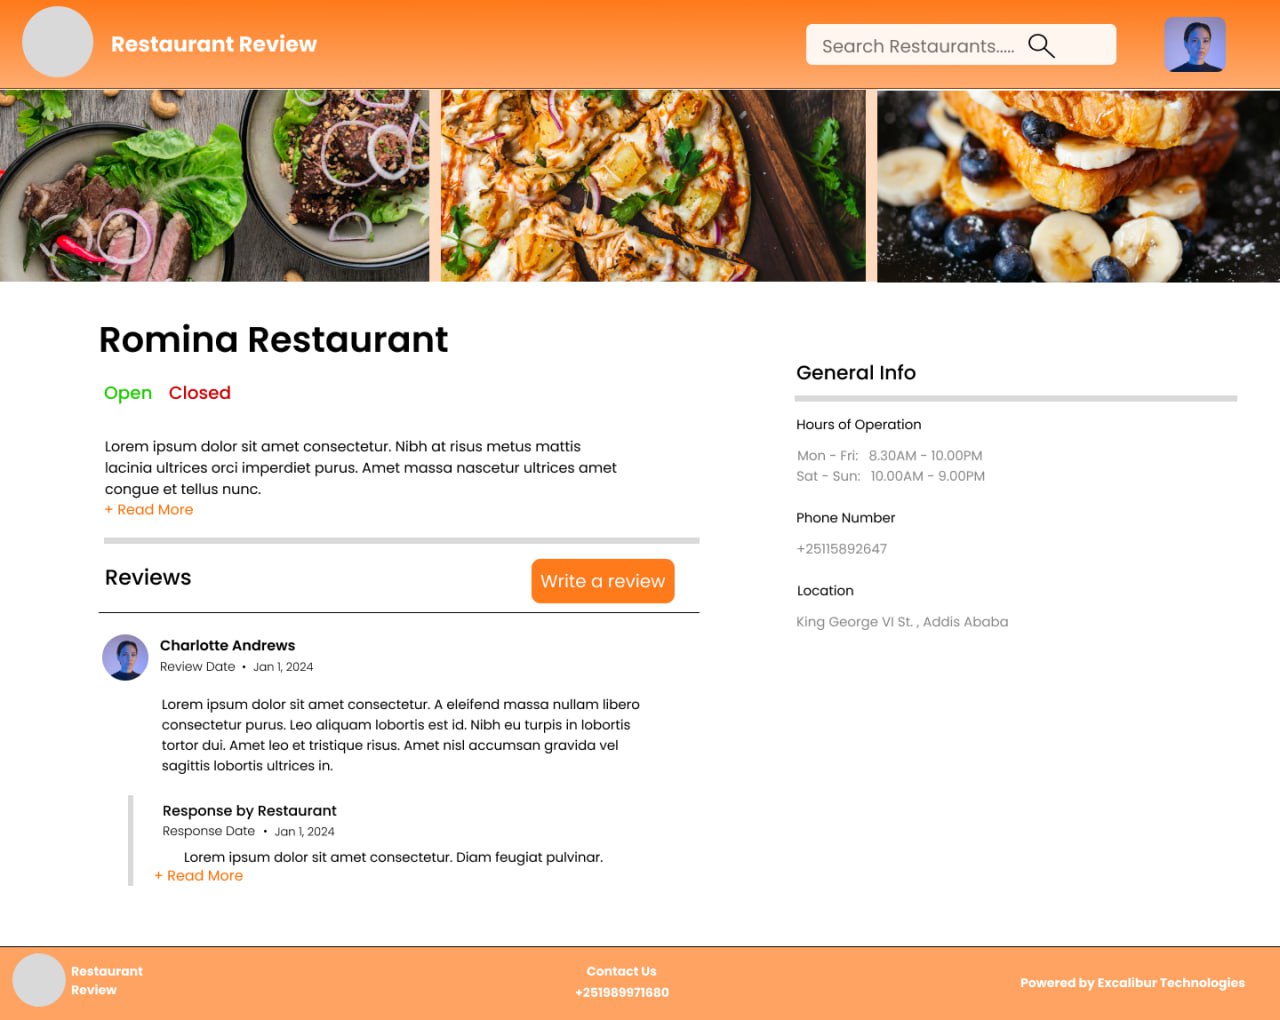 Restaurant Review
Search Restaurants.....
Romina Restaurant
Open Closed
Lorem ipsum dolor sit amet consectetur. Nibh at risus metus mattis
lacinia ultrices orci imperdiet purus. Amet massa nascetur ultrices amet
congue et tellus nunc.
+ Read More
Reviews
Write a review
Charlotte Andrews
Review Date • Jan 1, 2024
Lorem ipsum dolor sit amet consectetur. A eleifend massa nullam libero
consectetur purus. Leo aliquam lobortis est id. Nibh eu turpis in lobortis
tortor dui. Amet leo et tristique risus. Amet nisl accumsan gravida vel
sagittis lobortis ultrices in.
Response by Restaurant
Response Date • Jan 1, 2024
Lorem ipsum dolor sit amet consectetur. Diam feugiat pulvinar.
+ Read More
General Info
Hours of Operation
Mon - Fri: 8.30AM - 10.00PM
Sat - Sun: 10.00AM - 9.00PM
Phone Number
+25115892647
Location
King George VI St. , Addis Ababa
Restaurant
Review
Contact Us
+251989971680
Powered by Excalibur Technologies